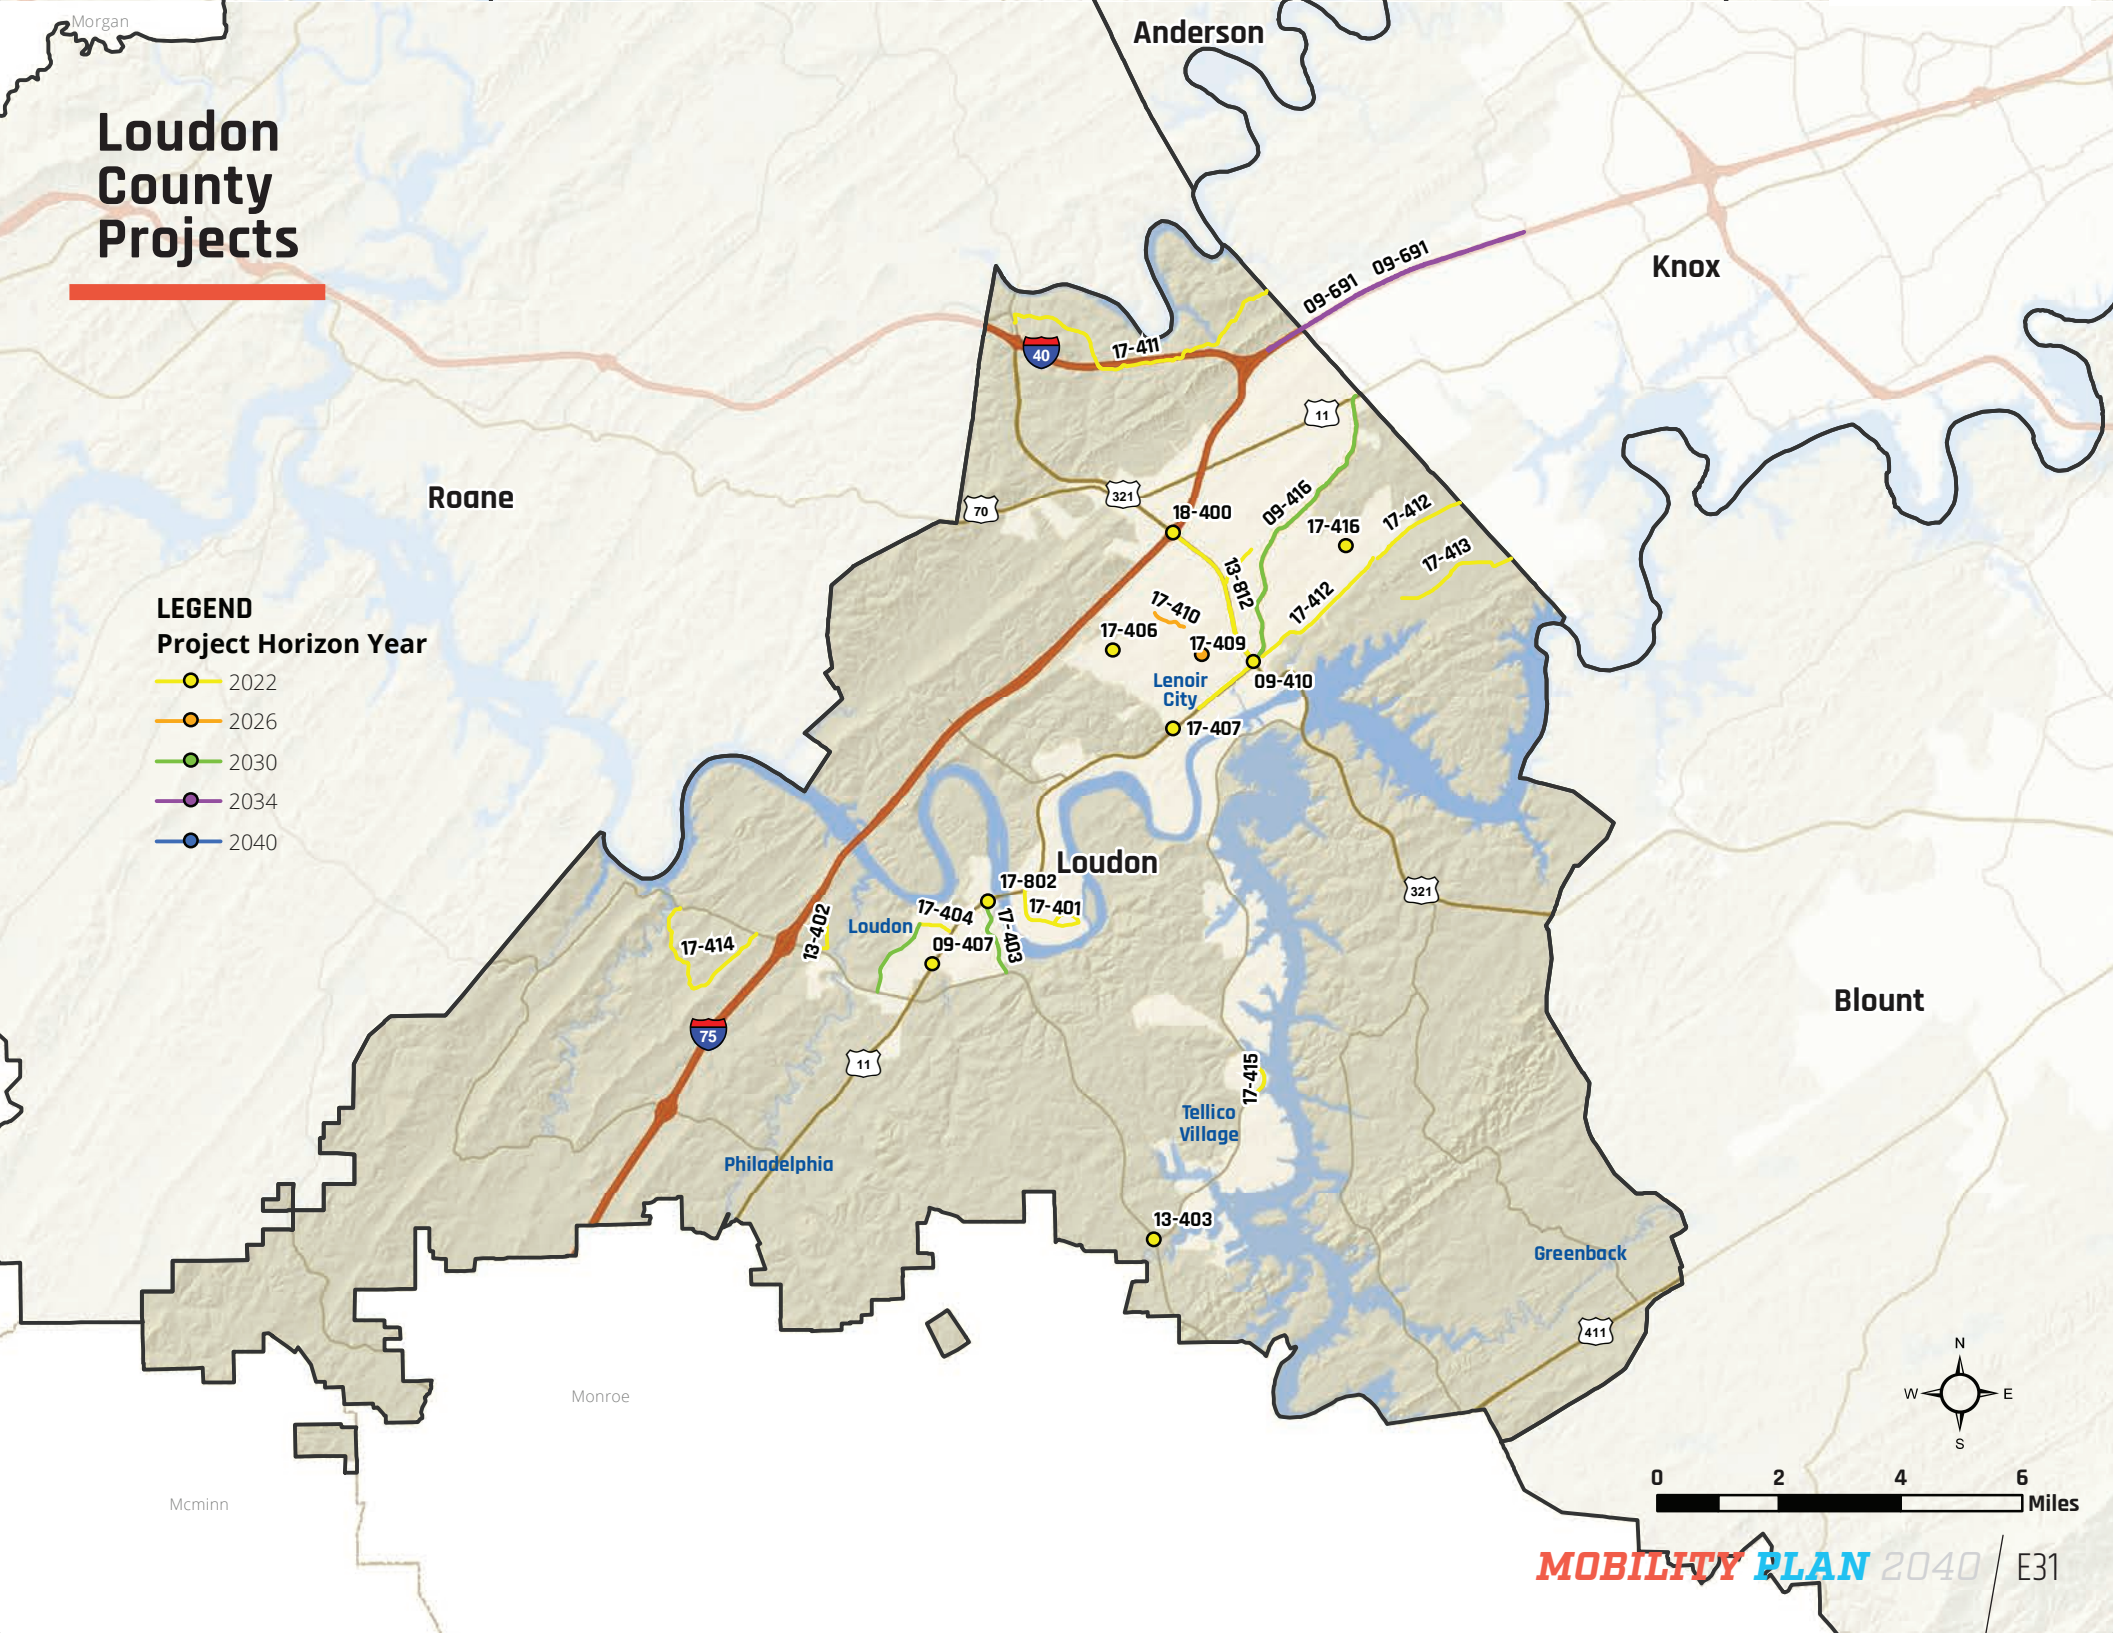 Morgan
Anderson
Loudon
County
Projects
Knox
09-691
09-691
40
17-411
11
Roane
70
321
18-400
09-416
17-416
17-412
17-413
13-812
17-412
17-410
17-406
17-409
LEGEND
Project Horizon Year
2022
2026
2030
2034
2040
Lenoir
City
09-410
17-407
Loudon
321
17-802
17-401
17-404
17-403
Loudon
13-402
09-407
17-414
75
11
Blount
17-415
Tellico
Village
Philadelphia
13-403
Greenback
411
Monroe
Mcminn
N
W E
S
0 2 4 6
Miles
MOBILITY PLAN 2040 / E31